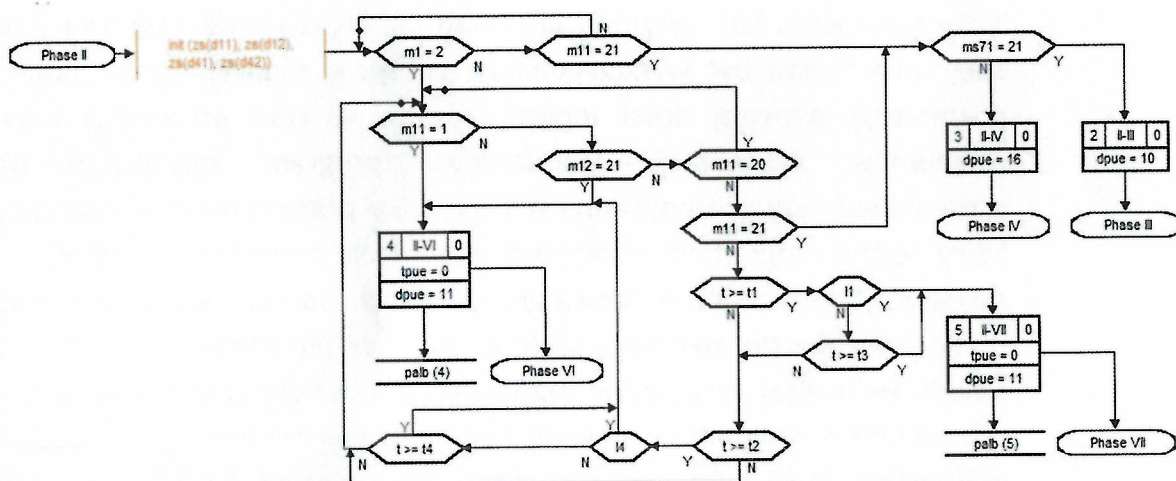 N
Phase II
init (zs(d11), zs(d12),
zs(d41), zs(d42))
m1 = 2
m11 = 21
ms71 = 21
Y
N
Y
N
Y
m11 = 1
N
Y
3 II-IV 0
dpue = 16
2 II-III 0
dpue = 10
m12 = 21
N
Y
m11 = 20
Y
N
Phase IV
Phase III
m11 = 21
Y
N
4 II-VI 0
tpue = 0
dpue = 11
t >= t1
Y
N
l1
Y
N
5 II-VII 0
tpue = 0
dpue = 11
t >= t3
N
Y
palb (4)
Phase VI
Y
Y
t >= t4
N
l4
N
t >= t2
Y
N
palb (5)
Phase VII